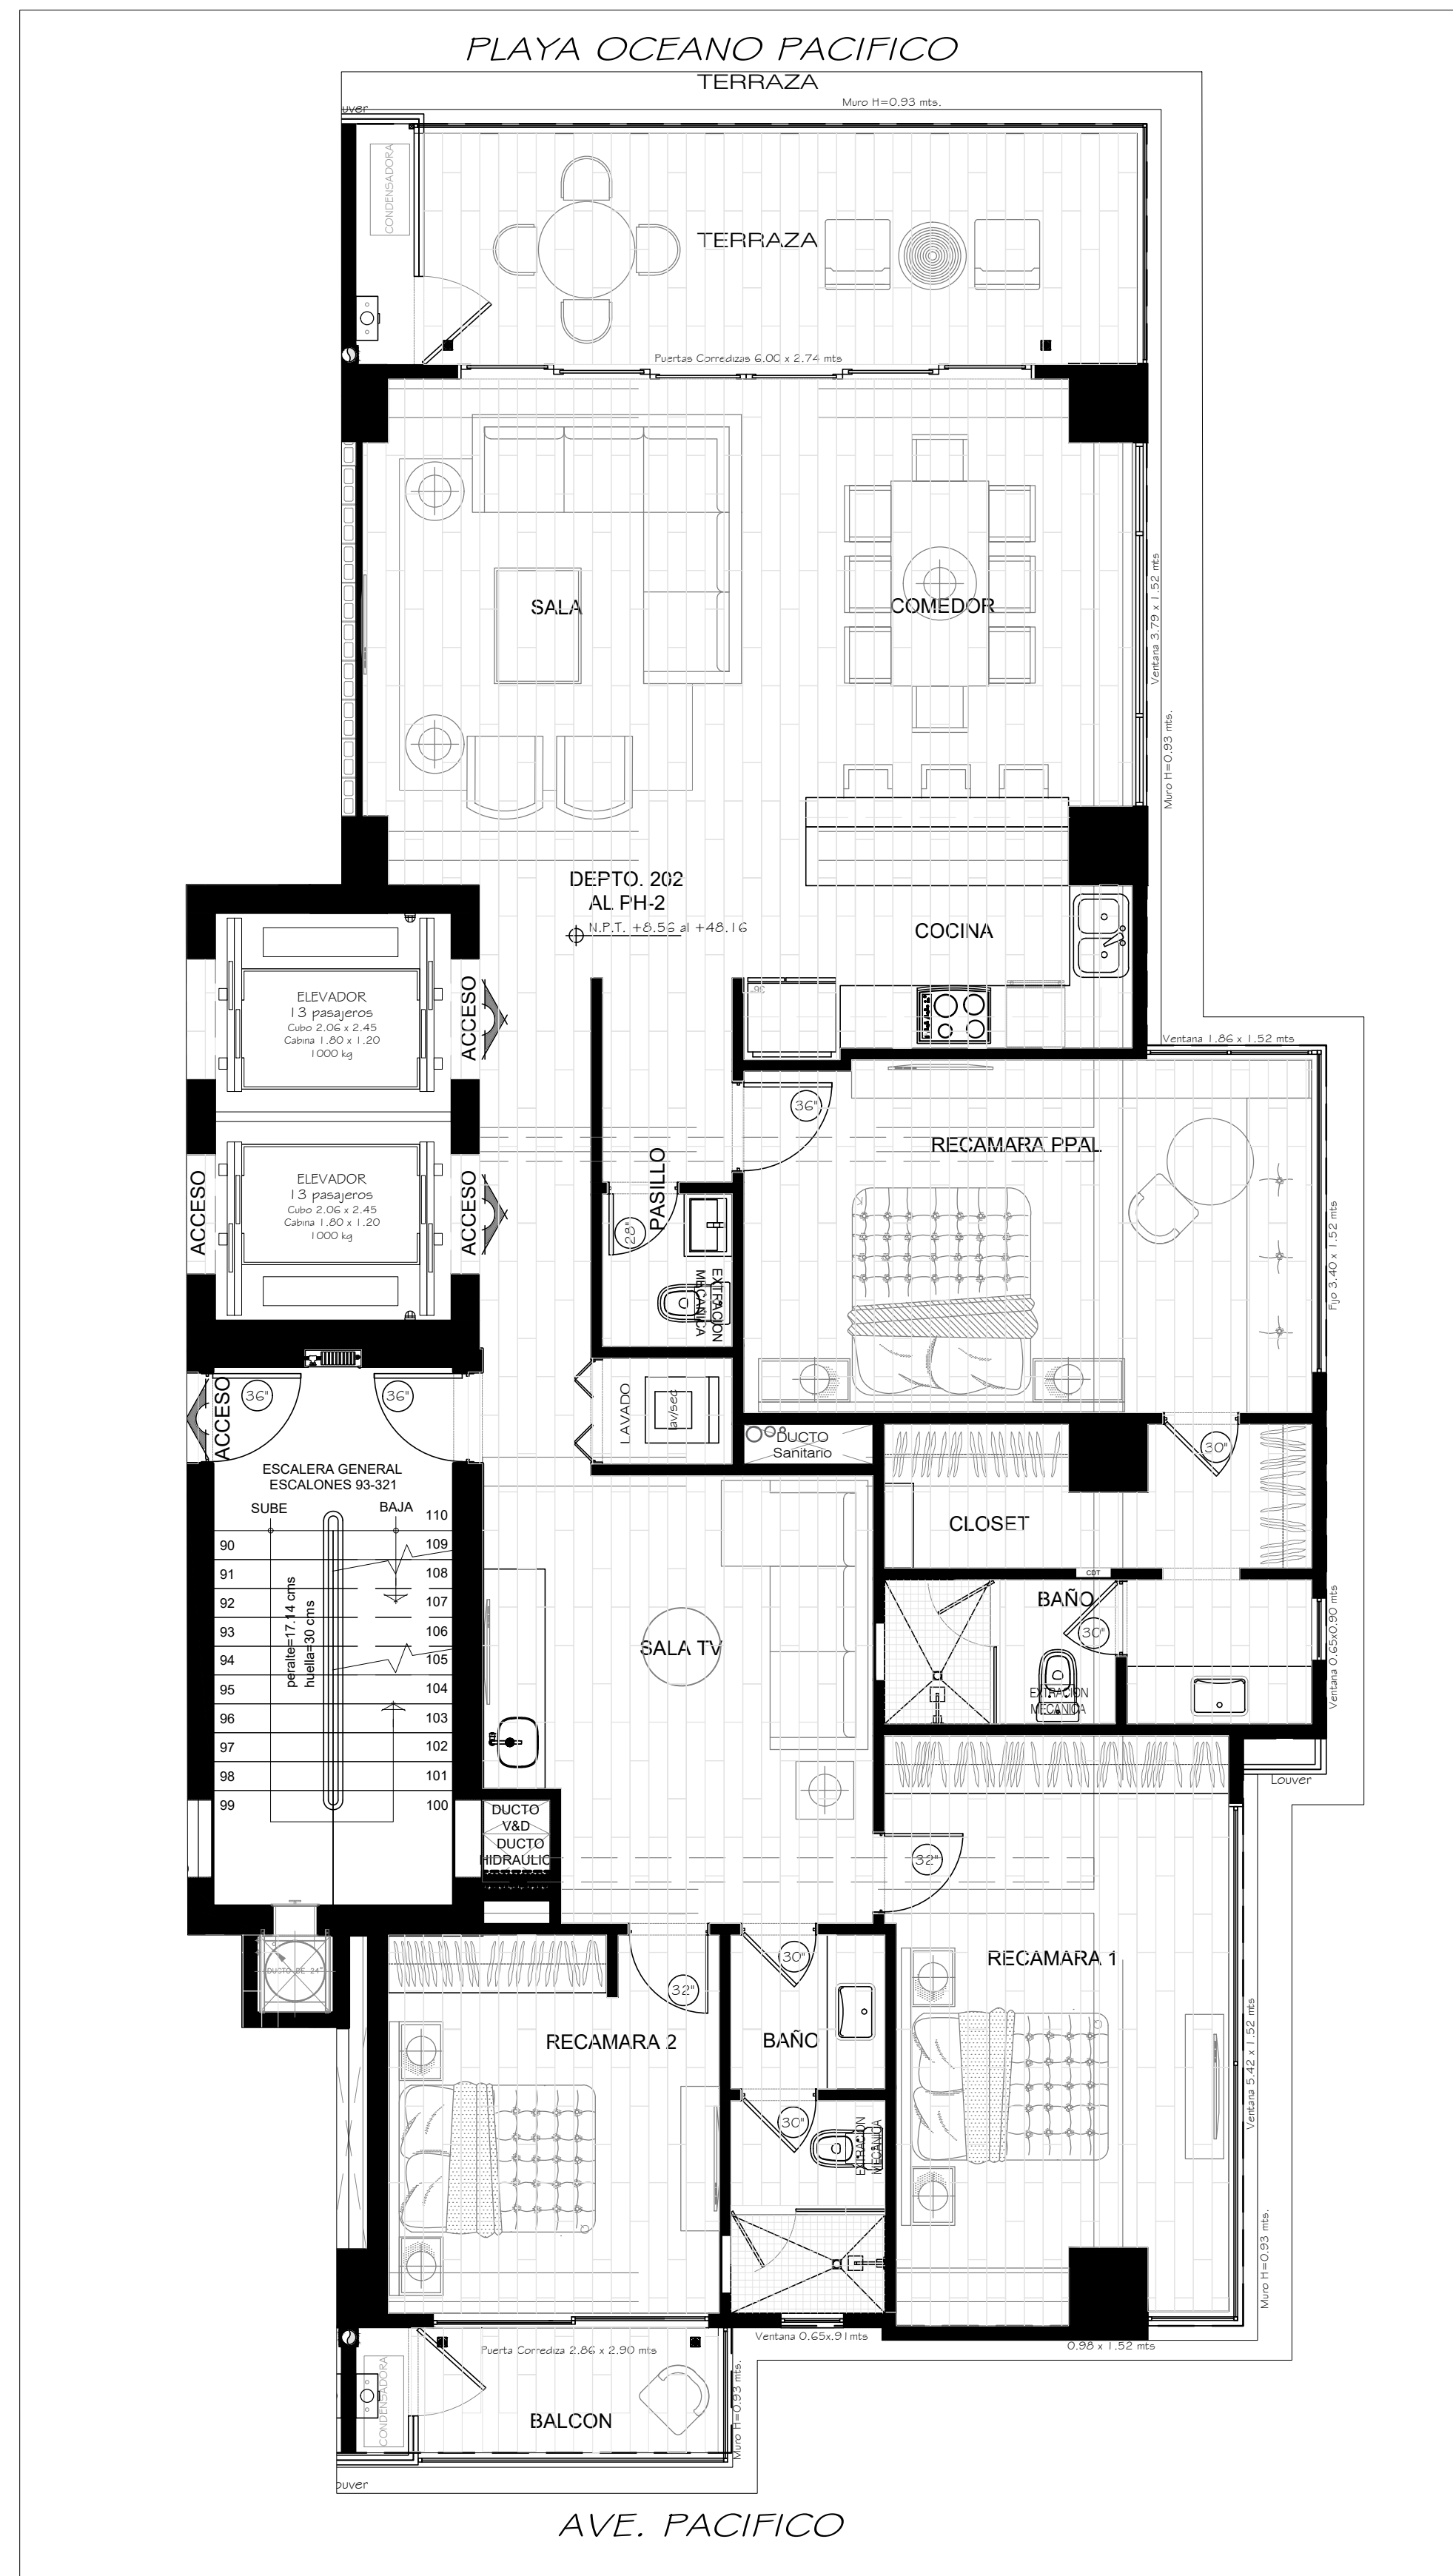 PLAYA OCEANO PACIFICO
TERRAZA
Muro H=0.93 mts.
CONDENSADORA
TERRAZA
Puertas Corredizas 6.00 x 2.74 mts
SALA
COMEDOR
Ventana 3.79 x 1.52 mts
Muro H=0.93 mts.
DEPTO. 202
AL PH-2
N.P.T. +8.56 al +48.16
COCINA
36"
ELEVADOR
13 pasajeros
Cubo 2.06 x 2.45
Cabina 1.80 x 1.20
1000 kg
ACCESO
Ventana 1.86 x 1.52 mts
36"
RECAMARA PPAL.
ELEVADOR
13 pasajeros
Cubo 2.06 x 2.45
Cabina 1.80 x 1.20
1000 kg
ACCESO
ACCESO
PASILLO
28"
EXTRACION
MECANICA
Fijo 3.40 x 1.52 mts
ACCESO
36"
36"
LAVADO
lav/sec
DUCTO
Sanitario
30"
ESCALERA GENERAL
ESCALONES 93-321
SUBE
BAJA
110
90
109
91
108
92
107
93
106
94
105
95
104
96
103
97
102
98
101
99
100
peralte=17.14 cms
huella=30 cms
CLOSET
CDT
BAÑO
30"
EXTRACION
MECANICA
Ventana 0.65x0.90 mts
SALA TV
Louver
DUCTO
V&D
DUCTO
HIDRAULIC
32"
DUCTO DE 24"
32"
30"
RECAMARA 1
RECAMARA 2
BAÑO
30"
EXTRACION
MECANICA
Ventana 5.42 x 1.52 mts
Muro H=0.93 mts.
Puerta Corrediza 2.86 x 2.90 mts
Ventana 0.65x.91mts
0.98 x 1.52 mts
CONDENSADORA
BALCON
Muro H=0.93 mts.
AVE. PACIFICO